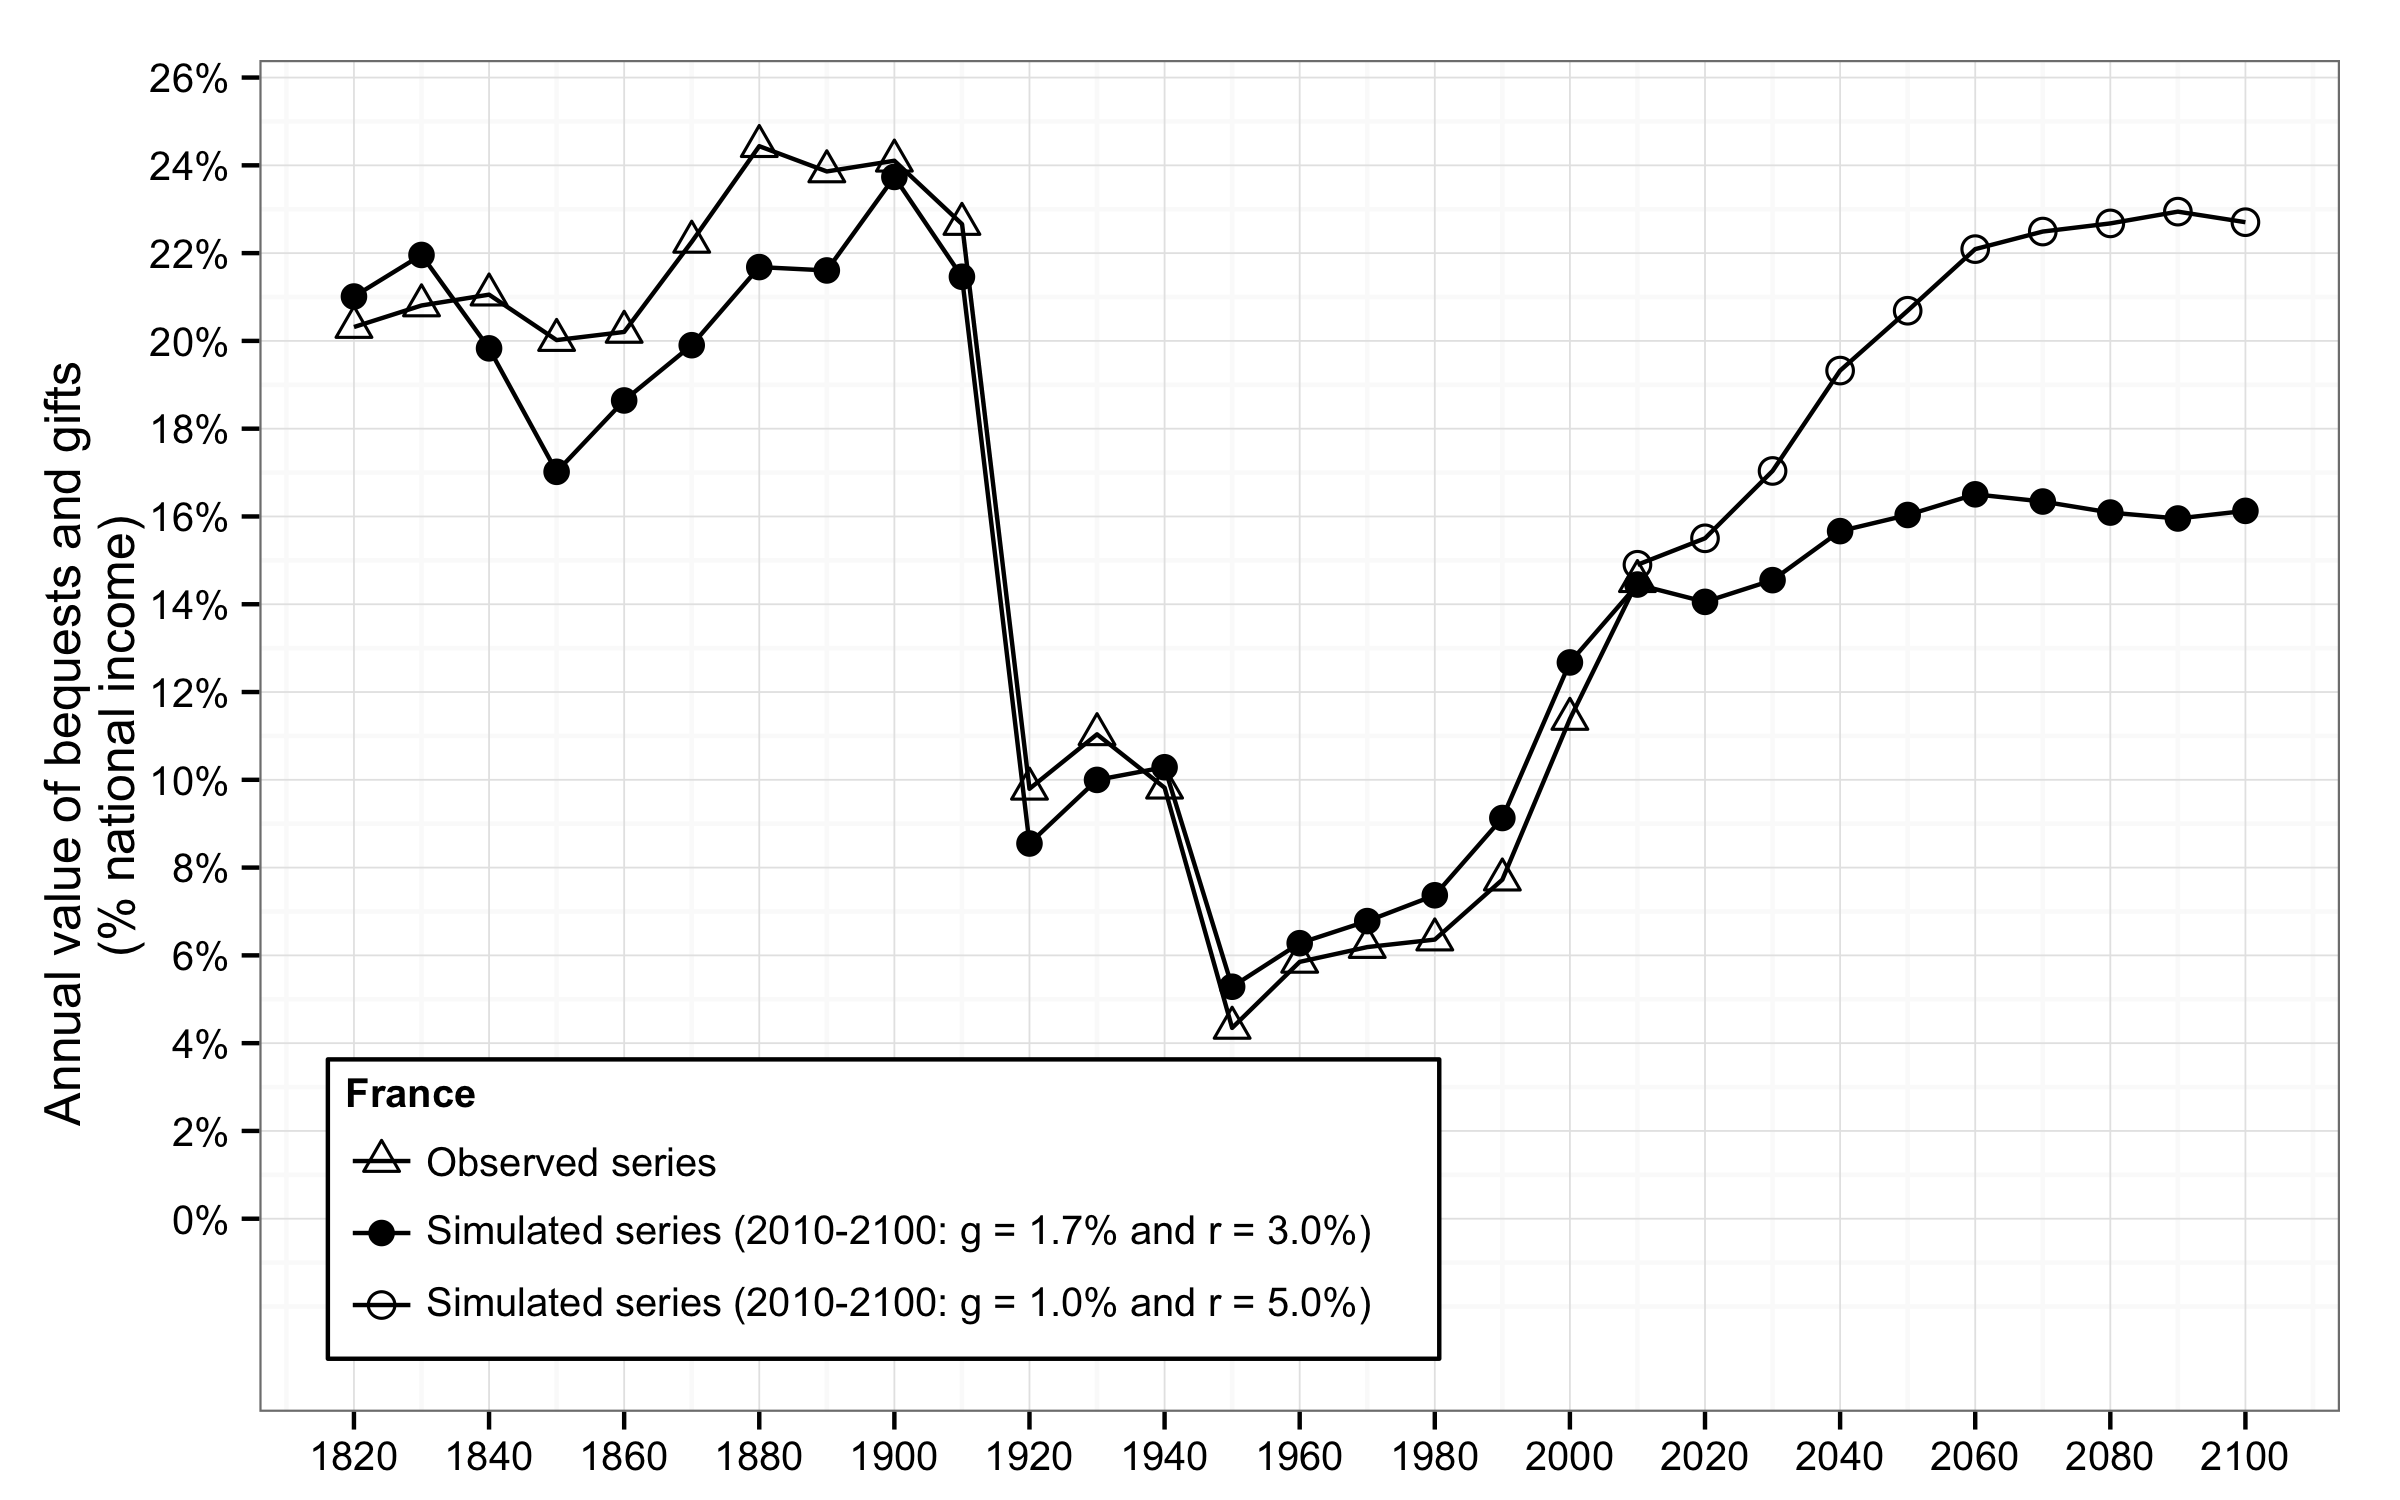 Annual value of bequests and gifts
(% national income)
26%
24%
22%
20%
18%
16%
14%
12%
10%
8%
6%
4%
2%
0%
France
Observed series
Simulated series (2010-2100: g = 1.7% and r = 3.0%)
Simulated series (2010-2100: g = 1.0% and r = 5.0%)
1820 1840 1860 1880 1900 1920 1940 1960 1980 2000 2020 2040 2060 2080 2100